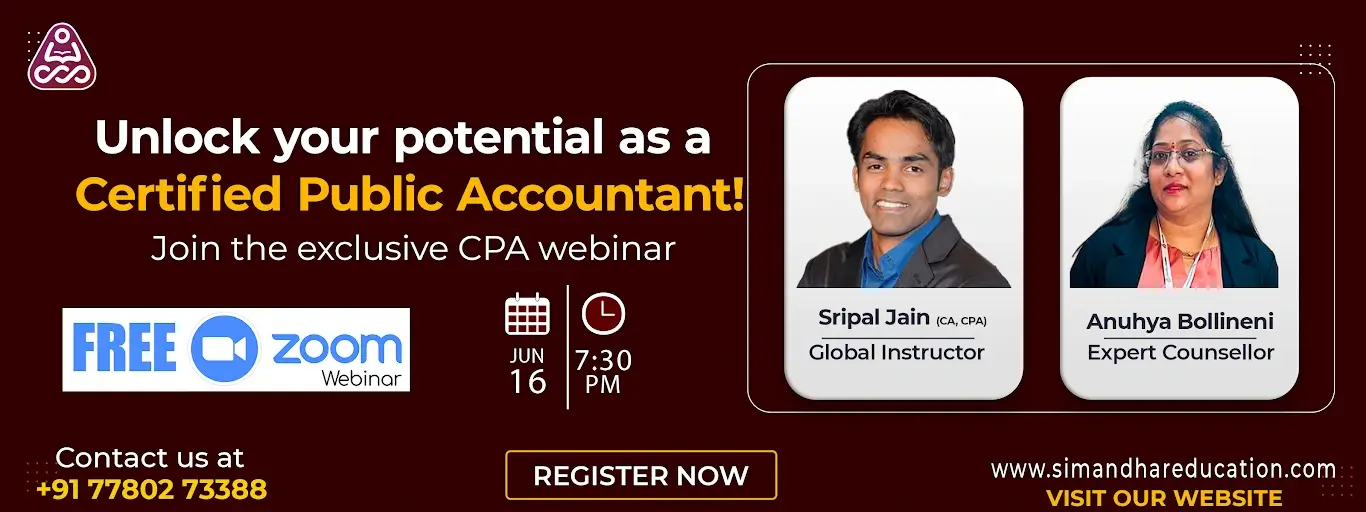 Unlock your potential as a
Certified Public Accountant!
Join the exclusive CPA webinar
FREE zoom
Webinar
JUN
16
7:30
PM
Sripal Jain (CA, CPA)
Global Instructor
Anuhya Bollineni
Expert Counsellor
Contact us at
+91 77802 73388
REGISTER NOW
www.simandhareducation.com
VISIT OUR WEBSITE